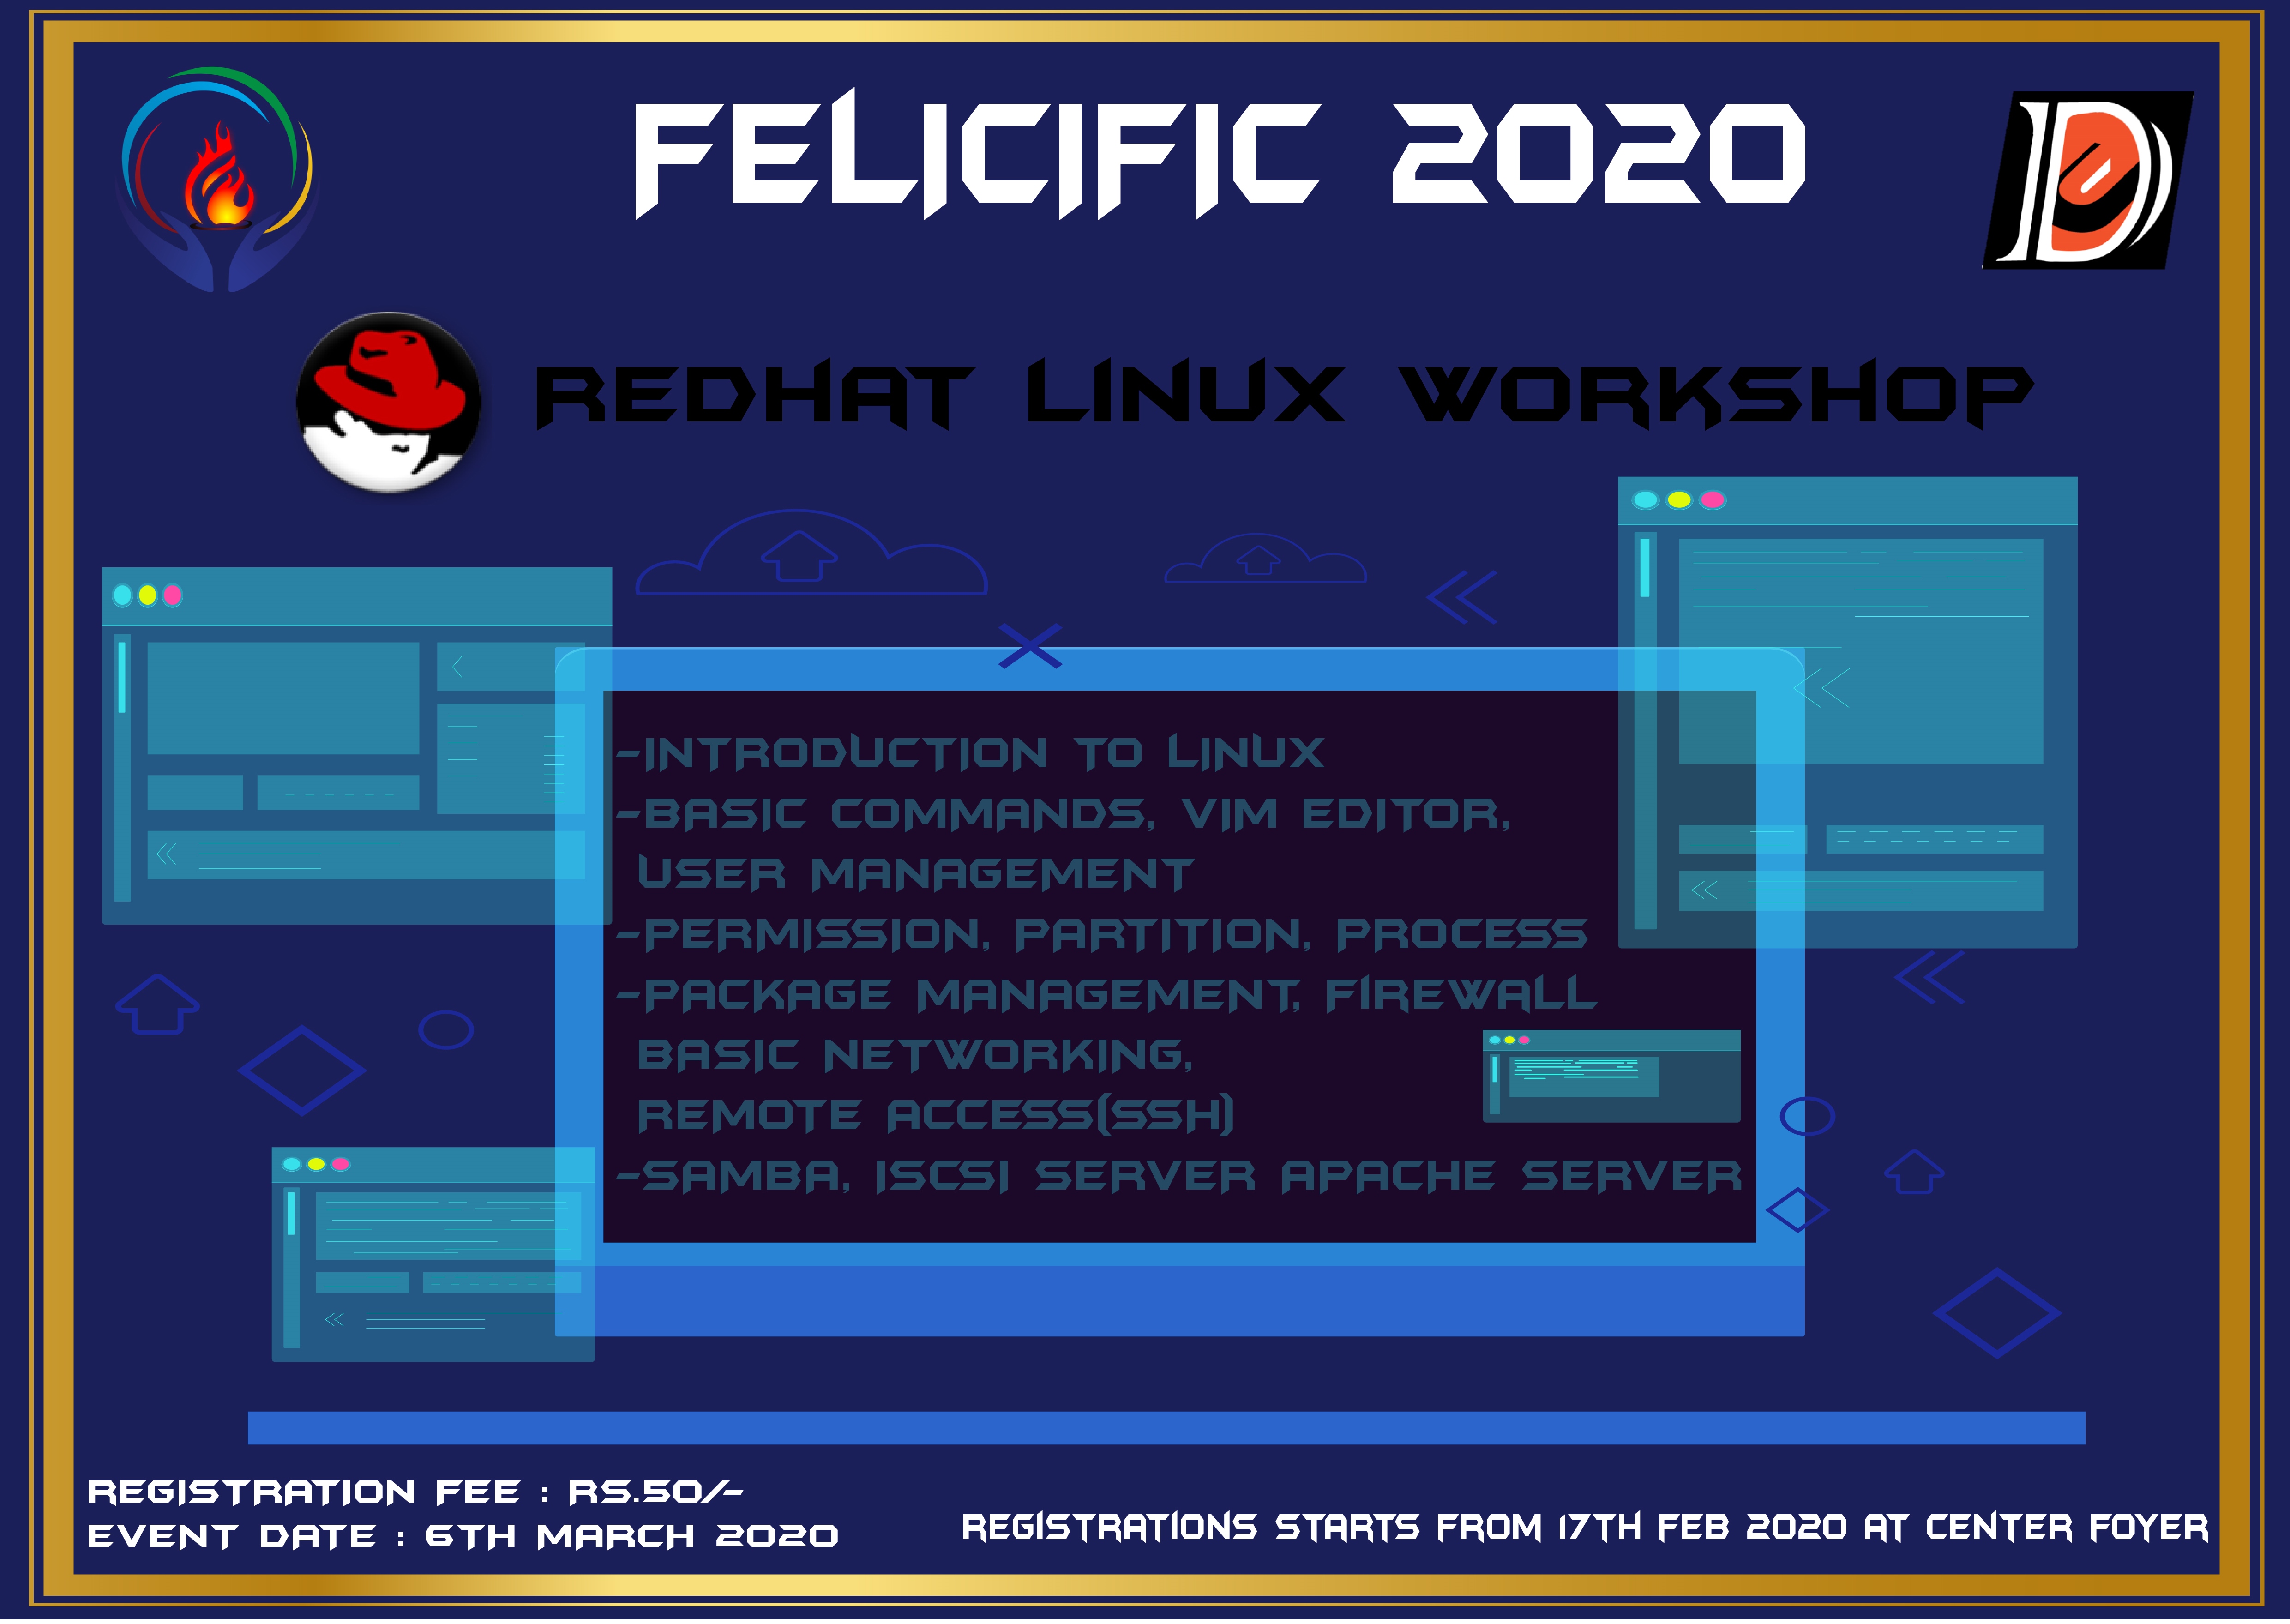 FELICIFIC 2020
REDHAT LINUX WORKSHOP
-INTRODUCTION TO LINUX
-BASIC COMMANDS, VIM EDITOR,
USER MANAGEMENT
-PERMISSION, PARTITION, PROCESS
-PACKAGE MANAGEMENT, FIREWALL
BASIC NETWORKING,
REMOTE ACCESS(SSH)
-SAMBA, ISCSI SERVER APACHE SERVER
REGISTRATION FEE : RS.50/-
EVENT DATE : 6TH MARCH 2020
REGISTRATIONS STARTS FROM 17TH FEB 2020 AT CENTER FOYER